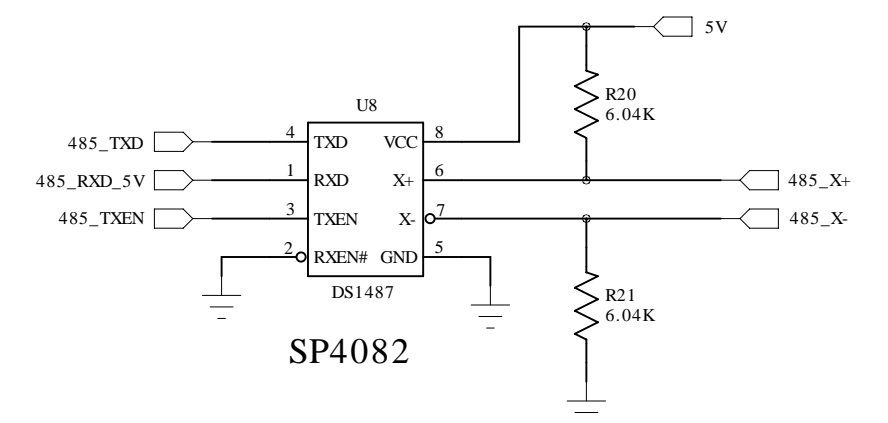 5V
R20
6.04K
U8
485_TXD 4 TXD VCC 8
485_RXD_5V 1 RXD X+ 6 485_X+
485_TXEN 3 TXEN X- 7 485_X-
2 RXEN# GND 5
DS1487
R21
6.04K
SP4082